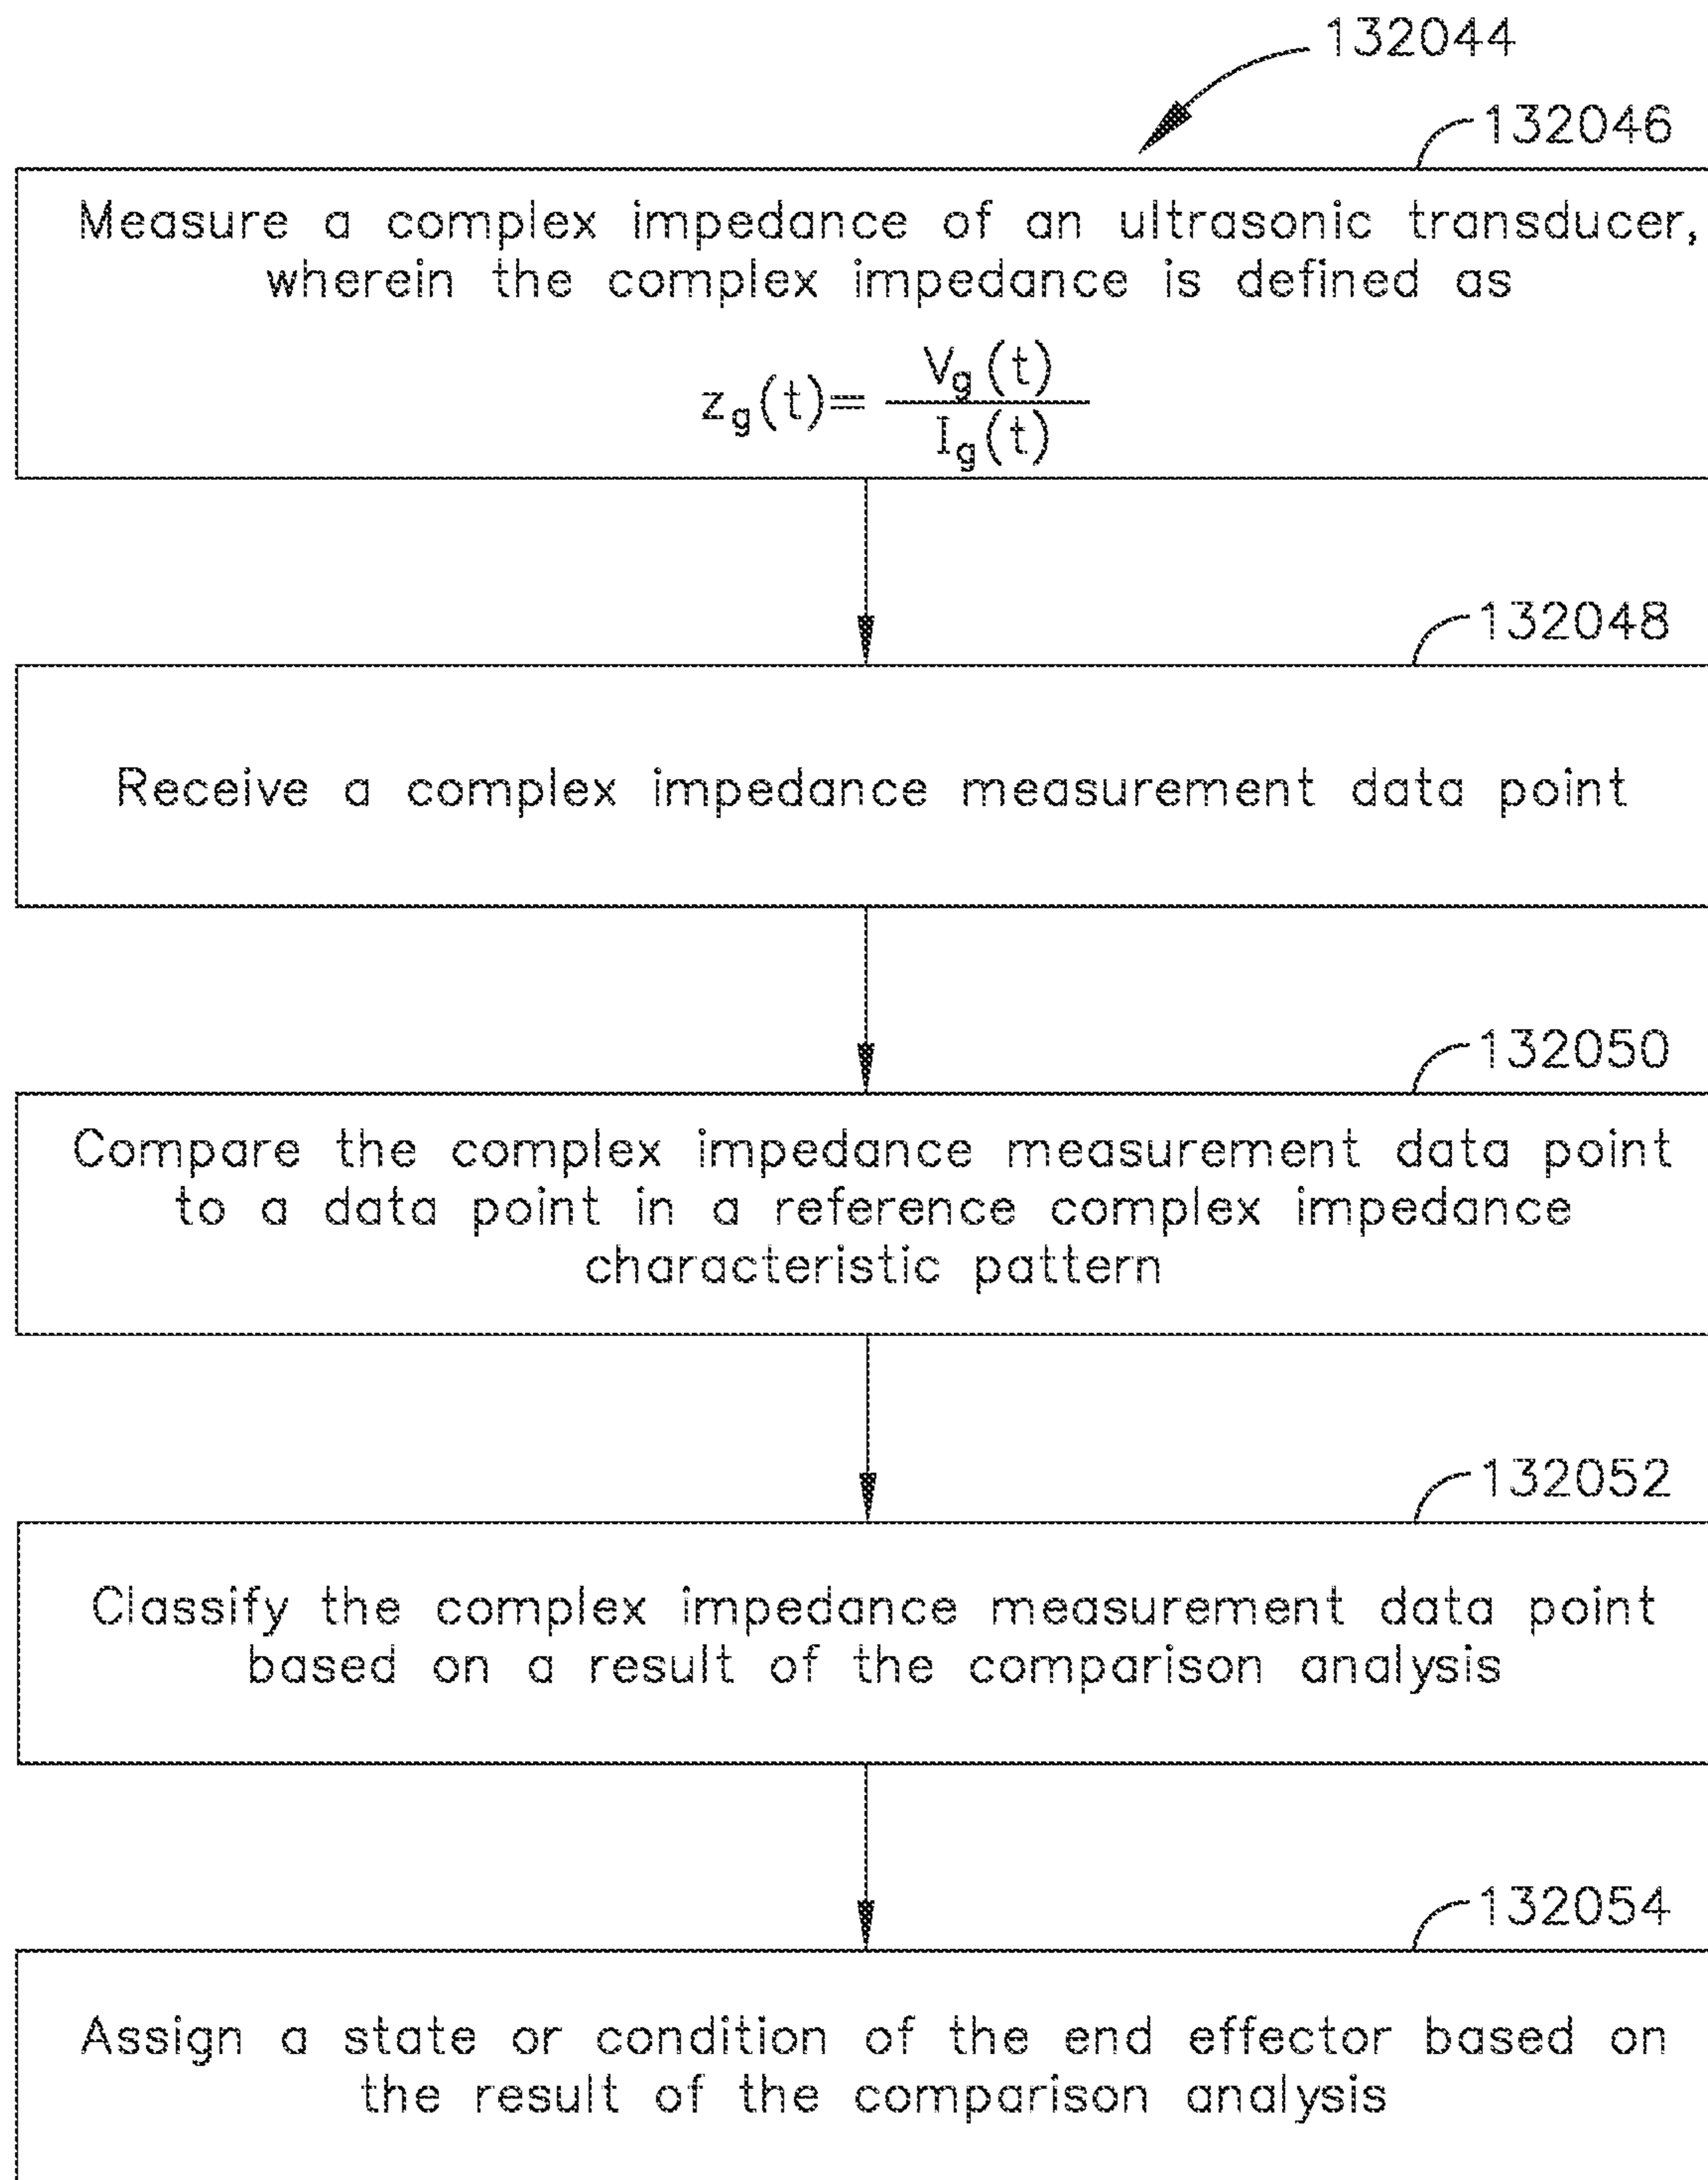 132044
132046
Measure a complex impedance of an ultrasonic transducer,
wherein the complex impedance is defined as
z_g(t)= V_g(t)
I_g(t)
132048
Receive a complex impedance measurement data point
132050
Compare the complex impedance measurement data point
to a data point in a reference complex impedance
characteristic pattern
132052
Classify the complex impedance measurement data point
based on a result of the comparison analysis
132054
Assign a state or condition of the end effector based on
the result of the comparison analysis